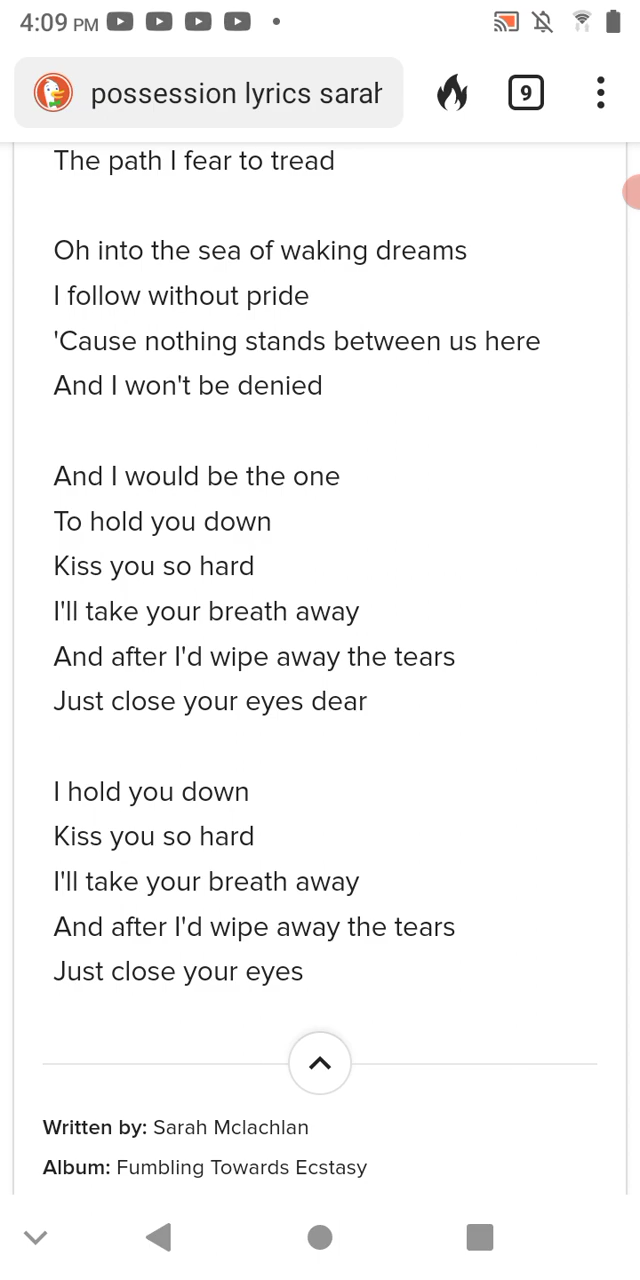 4:09 PM
possession lyrics sarah
9
The path I fear to tread
Oh into the sea of waking dreams
I follow without pride
'Cause nothing stands between us here
And I won't be denied
And I would be the one
To hold you down
Kiss you so hard
I'll take your breath away
And after I'd wipe away the tears
Just close your eyes dear
I hold you down
Kiss you so hard
I'll take your breath away
And after I'd wipe away the tears
Just close your eyes
Written by: Sarah Mclachlan
Album: Fumbling Towards Ecstasy